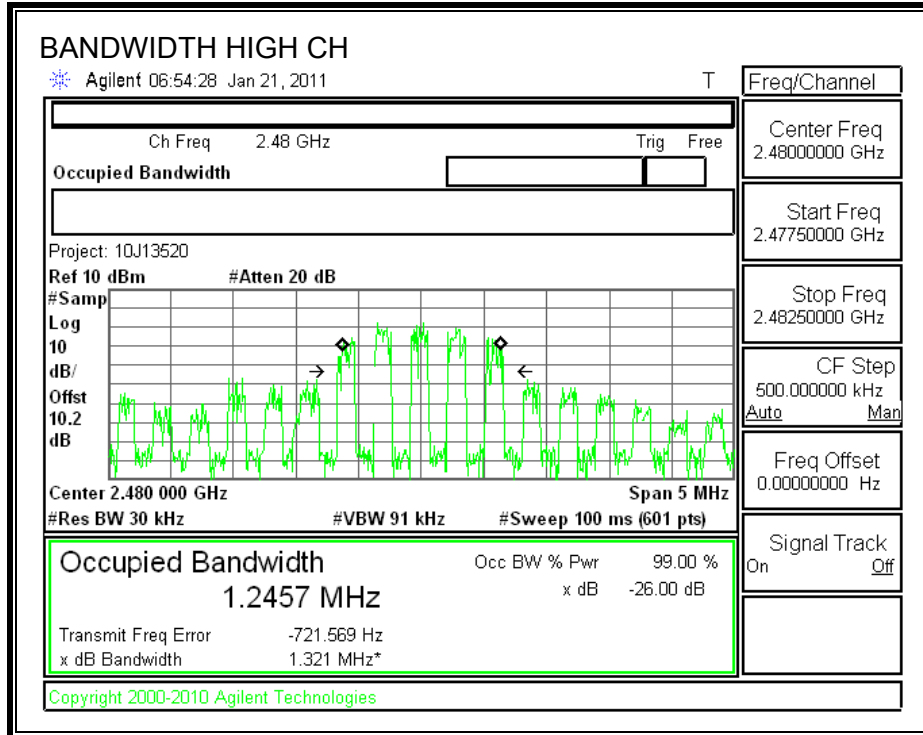 BANDWIDTH HIGH CH
Agilent 06:54:28 Jan 21, 2011 T
Freq/Channel
Ch Freq 2.48 GHz Trig Free
Occupied Bandwidth
Center Freq
2.48000000 GHz
Start Freq
2.47750000 GHz
Stop Freq
2.48250000 GHz
CF Step
500.000000 kHz
Auto Man
Freq Offset
0.00000000 Hz
Signal Track
On Off
Project: 10J13520
Ref 10 dBm #Atten 20 dB
#Samp
Log
10
dB/
Offst
10.2
dB
Center 2.480 000 GHz Span 5 MHz
#Res BW 30 kHz #VBW 91 kHz #Sweep 100 ms (601 pts)
Occupied Bandwidth Occ BW % Pwr 99.00 %
1.2457 MHz x dB -26.00 dB
Transmit Freq Error -721.569 Hz
x dB Bandwidth 1.321 MHz*
Copyright 2000-2010 Agilent Technologies